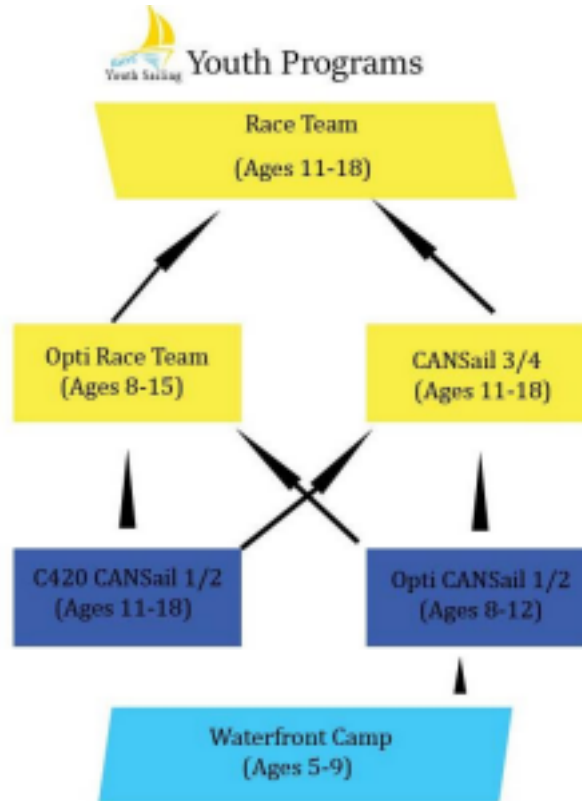 Youth Sailing
Youth Programs
Race Team
(Ages 11-18)
Opti Race Team
(Ages 8-15)
CANSail 3/4
(Ages 11-18)
C420 CANSail 1/2
(Ages 11-18)
Opti CANSail 1/2
(Ages 8-12)
Waterfront Camp
(Ages 5-9)